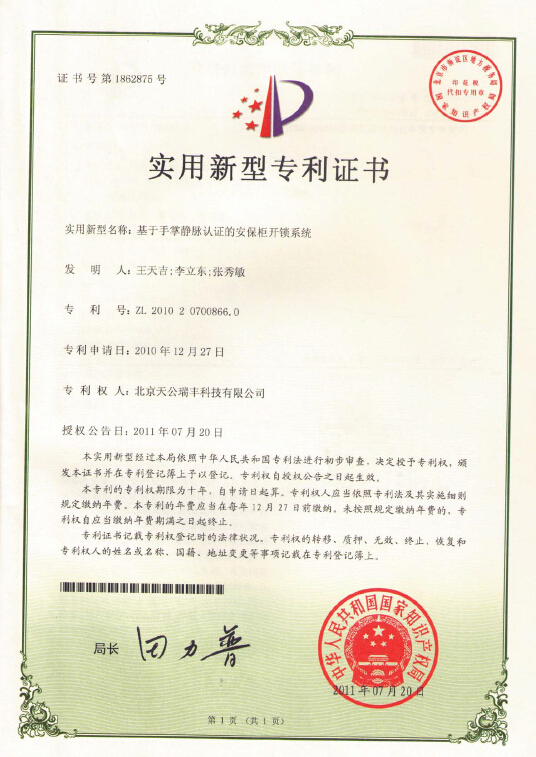 证书号第1862875号
北京市海淀区地方税务局
印花税
代扣专用章
国家知识产权局
实用新型专利证书
实用新型名称：基于手掌静脉认证的安保柜开锁系统
发明人：王天吉;李立东;张秀敏
专利号：ZL 2010 2 0700866.0
专利申请日：2010年12月27日
专利权人：北京天公瑞丰科技有限公司
授权公告日：2011年07月20日
本实用新型经过本局依照中华人民共和国专利法进行初步审查，决定授予专利权，颁
发本证书并在专利登记簿上予以登记。专利权自授权公告之日起生效。
本专利的专利权期限为十年，自申请日起算。专利权人应当依照专利法及其实施细则
规定缴纳年费。本专利的年费应当在每年12月27日前缴纳。未按照规定缴纳年费的，专
利权自应当缴纳年费期满之日起终止。
专利证书记载专利权登记时的法律状况。专利权的转移、质押、无效、终止、恢复和
专利权人的姓名或名称、国籍、地址变更等事项记载在专利登记簿上。
局长 田力普
中华人民共和国国家知识产权局
2011年07月20日
第1页（共1页）